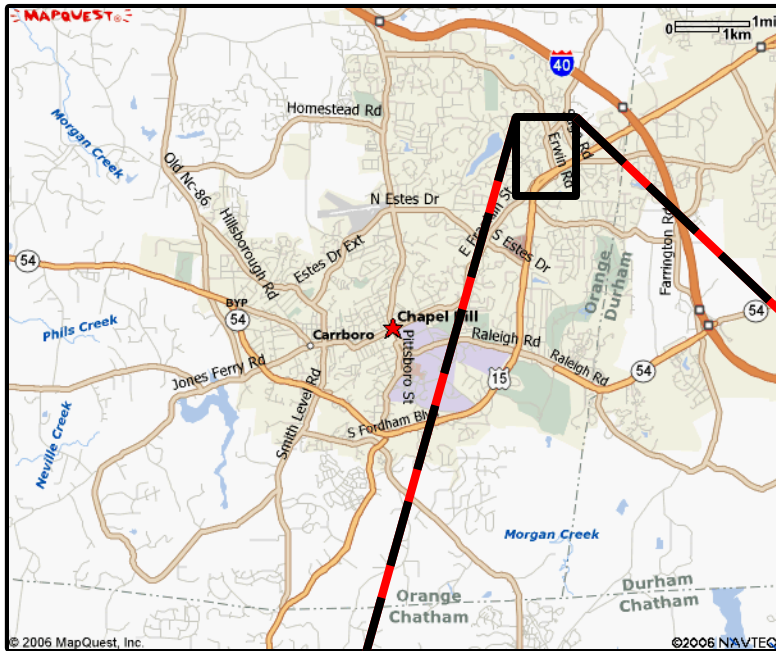 MAPQUEST
0 1mi
1km
40
Homestead Rd
Morgan Creek
Erwin Rd
Old Nc-86
N Estes Dr
Hillsborough Rd
E Franklin St
S Estes Dr
Estes Dr Ext
Farrington Rd
Orange
Durham
54
BYP
54
Chapel Hill
54
Phils Creek
Carrboro
Pittsboro St
Raleigh Rd
Raleigh Rd
54
Jones Ferry Rd
15
Smith Level Rd
S Fordham Blvd
Neville Creek
Morgan Creek
Durham
Chatham
Orange
Chatham
© 2006 MapQuest, Inc.
©2006 NAVTEQ